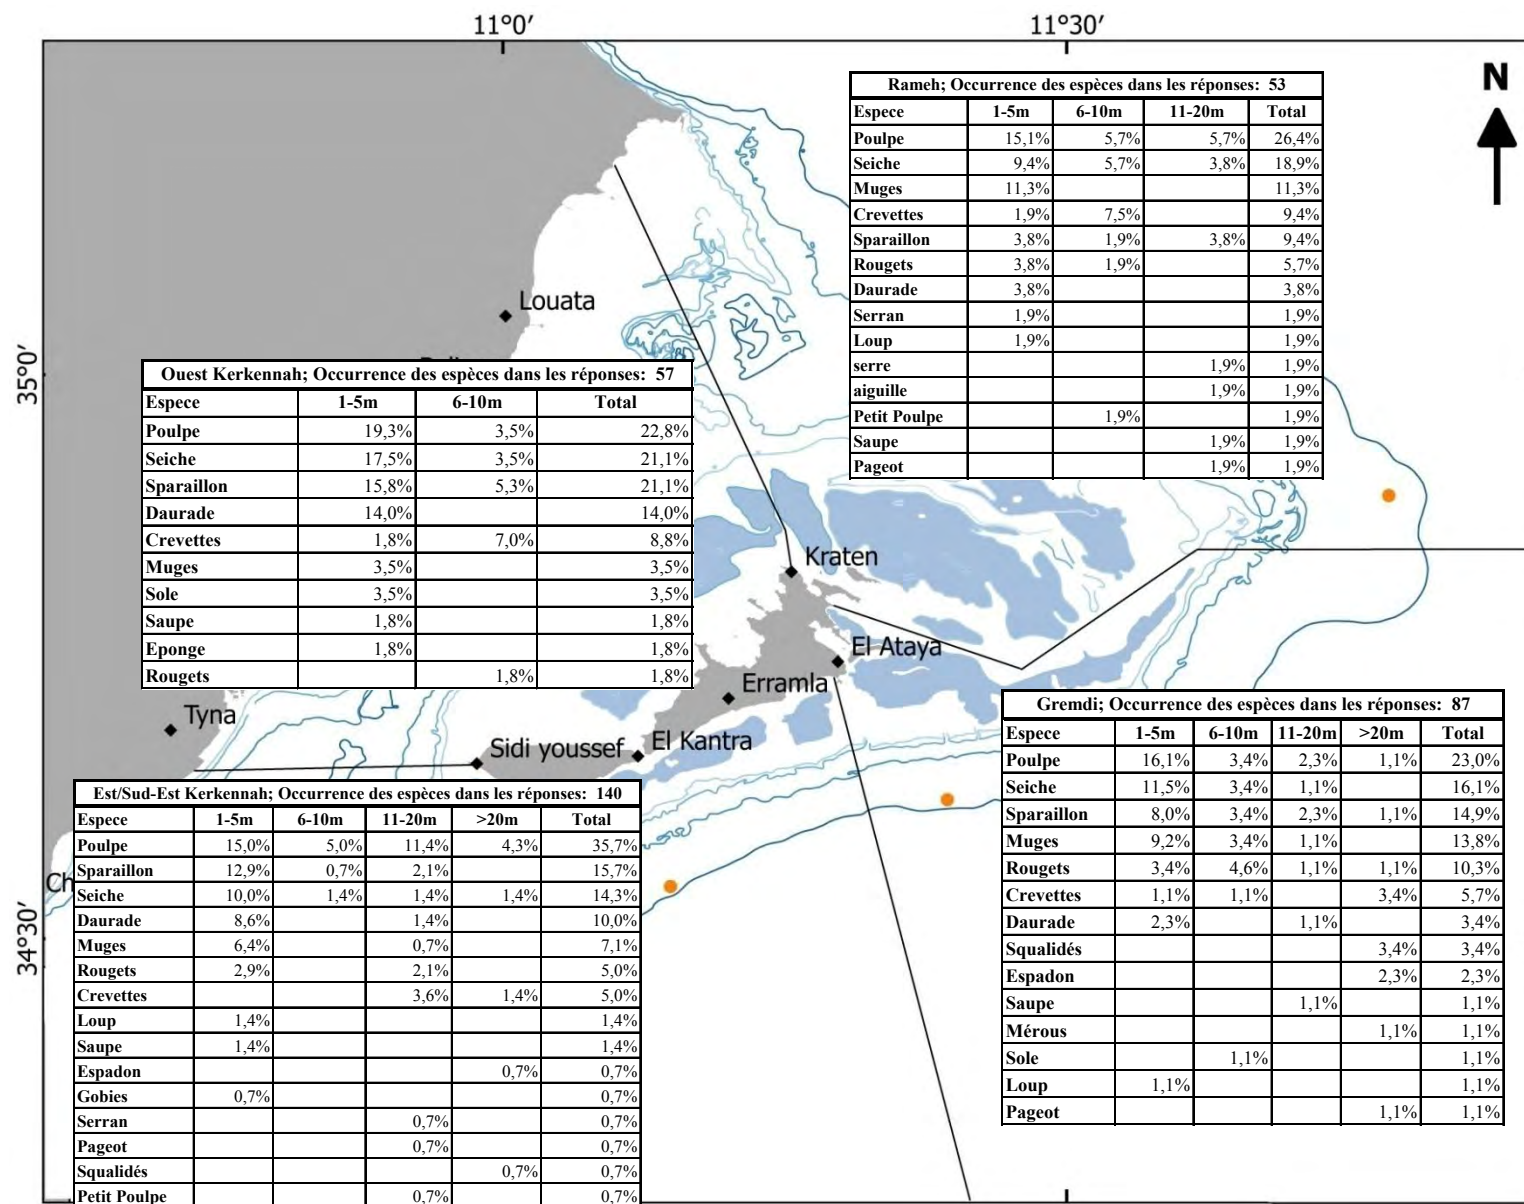 11°0′ 11°30′
N
35°0′
34°30′
Louata
Kraten
El Ataya
Erramla
El Kantra
Sidi youssef
Tyna
Ch
Rameh; Occurrence des espèces dans les réponses: 53
Espece 1-5m 6-10m 11-20m Total
Poulpe 15,1% 5,7% 5,7% 26,4%
Seiche 9,4% 5,7% 3,8% 18,9%
Muges 11,3% 11,3%
Crevettes 1,9% 7,5% 9,4%
Sparaillon 3,8% 1,9% 3,8% 9,4%
Rougets 3,8% 1,9% 5,7%
Daurade 3,8% 3,8%
Serran 1,9% 1,9%
Loup 1,9% 1,9%
serre 1,9% 1,9%
aiguille 1,9% 1,9%
Petit Poulpe 1,9% 1,9%
Saupe 1,9% 1,9%
Pageot 1,9% 1,9%
Ouest Kerkennah; Occurrence des espèces dans les réponses: 57
Espece 1-5m 6-10m Total
Poulpe 19,3% 3,5% 22,8%
Seiche 17,5% 3,5% 21,1%
Sparaillon 15,8% 5,3% 21,1%
Daurade 14,0% 14,0%
Crevettes 1,8% 7,0% 8,8%
Muges 3,5% 3,5%
Sole 3,5% 3,5%
Saupe 1,8% 1,8%
Eponge 1,8% 1,8%
Rougets 1,8% 1,8%
Gremdi; Occurrence des espèces dans les réponses: 87
Espece 1-5m 6-10m 11-20m >20m Total
Poulpe 16,1% 3,4% 2,3% 1,1% 23,0%
Seiche 11,5% 3,4% 1,1% 16,1%
Sparaillon 8,0% 3,4% 2,3% 1,1% 14,9%
Muges 9,2% 3,4% 1,1% 13,8%
Rougets 3,4% 4,6% 1,1% 1,1% 10,3%
Crevettes 1,1% 1,1% 3,4% 5,7%
Daurade 2,3% 1,1% 3,4%
Squalidés 3,4% 3,4%
Espadon 2,3% 2,3%
Saupe 1,1% 1,1%
Mérous 1,1% 1,1%
Sole 1,1% 1,1%
Loup 1,1% 1,1%
Pageot 1,1% 1,1%
Est/Sud-Est Kerkennah; Occurrence des espèces dans les réponses: 140
Espece 1-5m 6-10m 11-20m >20m Total
Poulpe 15,0% 5,0% 11,4% 4,3% 35,7%
Sparaillon 12,9% 0,7% 2,1% 15,7%
Seiche 10,0% 1,4% 1,4% 1,4% 14,3%
Daurade 8,6% 1,4% 10,0%
Muges 6,4% 0,7% 7,1%
Rougets 2,9% 2,1% 5,0%
Crevettes 3,6% 1,4% 5,0%
Loup 1,4% 1,4%
Saupe 1,4% 1,4%
Espadon 0,7% 0,7%
Gobies 0,7% 0,7%
Serran 0,7% 0,7%
Pageot 0,7% 0,7%
Squalidés 0,7% 0,7%
Petit Poulpe 0,7% 0,7%